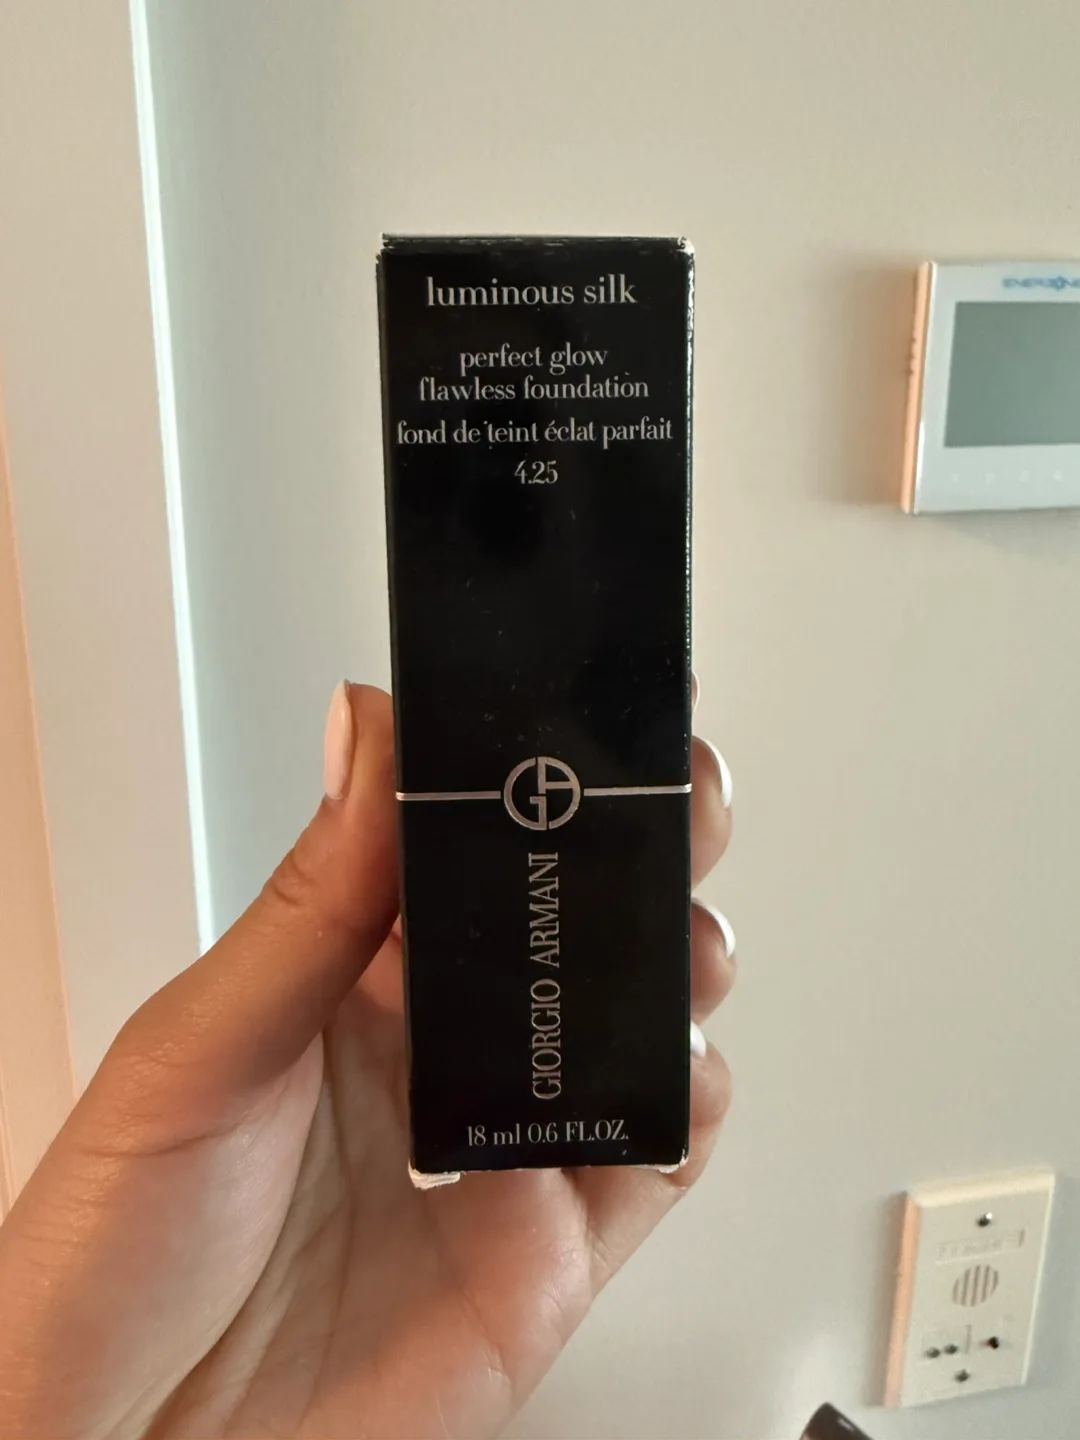 luminous silk
perfect glow
flawless foundation
fond de teint éclat parfait
4.25
GA
GIORGIO ARMANI
18 ml 0.6 FL.OZ.